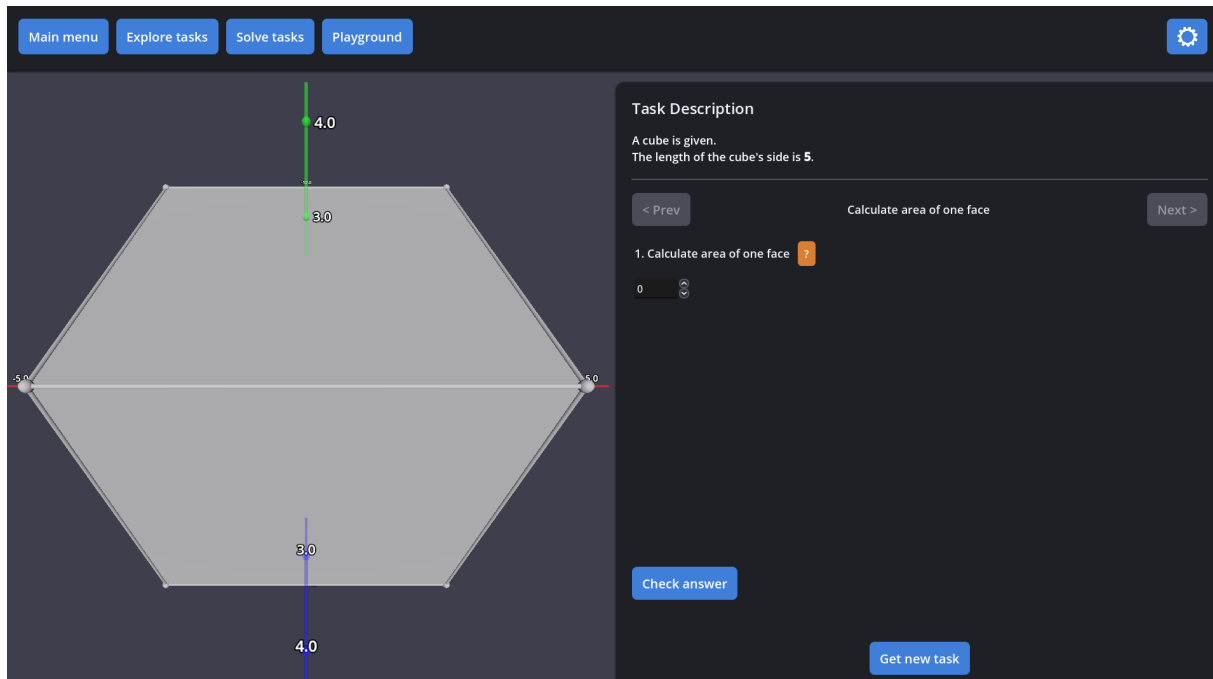 Main menu
Explore tasks
Solve tasks
Playground
4.0
3.0
-5.0
5.0
3.0
4.0
Task Description
A cube is given.
The length of the cube's side is 5.
< Prev
Calculate area of one face
Next >
1. Calculate area of one face ?
0
Check answer
Get new task